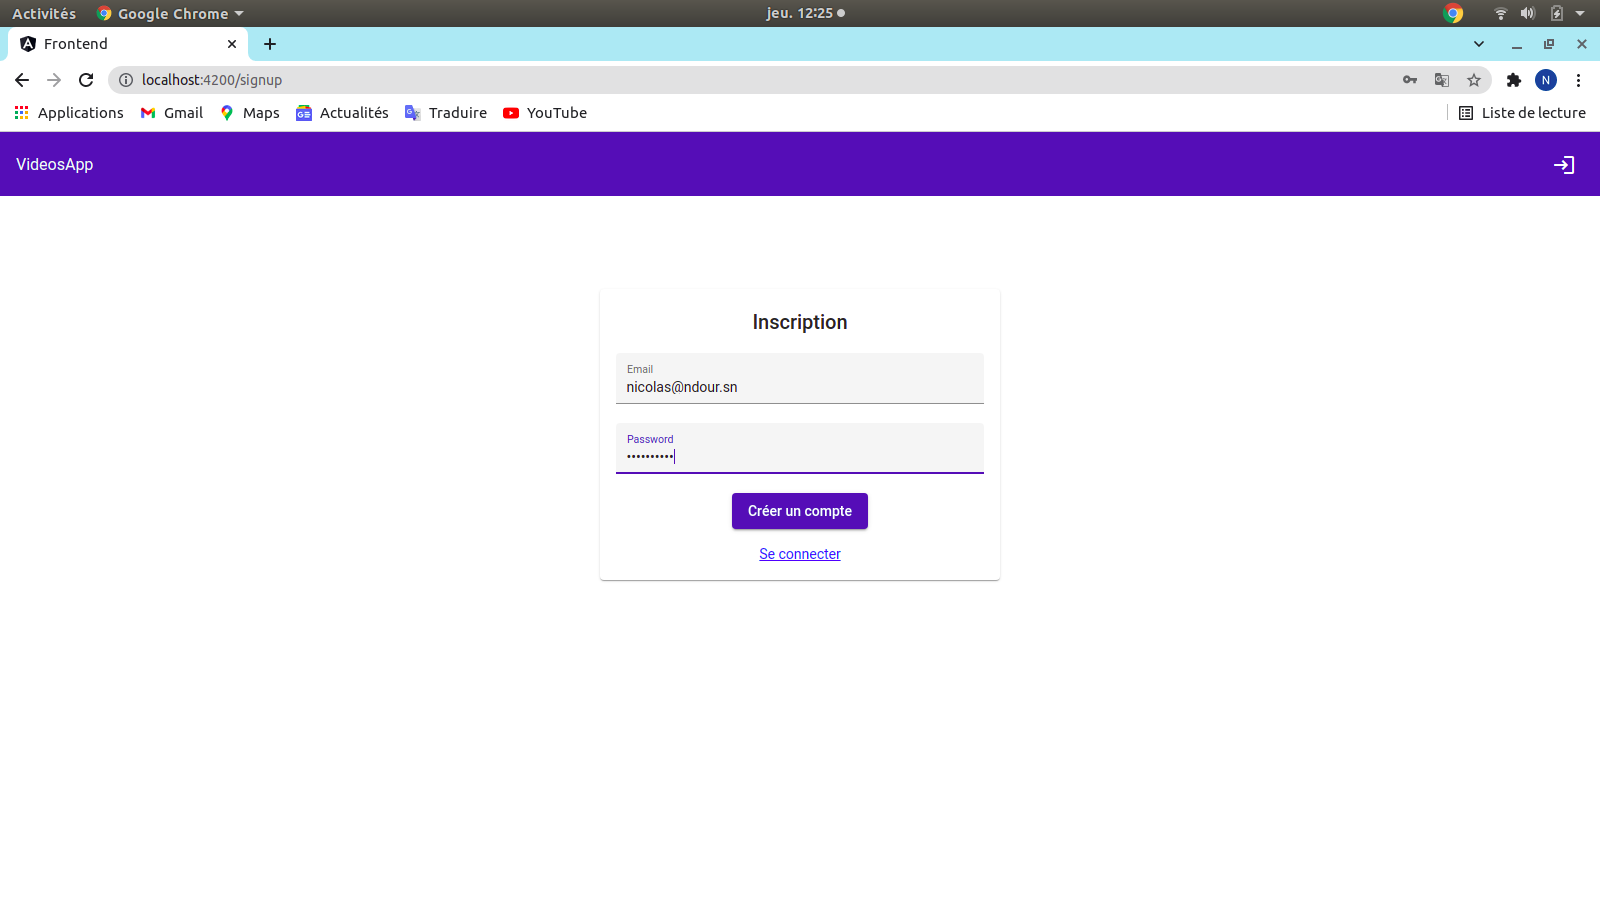 Activités Google Chrome jeu. 12:25
Frontend
localhost:4200/signup N
Applications Gmail Maps Actualités Traduire YouTube Liste de lecture
VideosApp
Inscription
Email
nicolas@ndour.sn
Password
••••••••••
Créer un compte
Se connecter